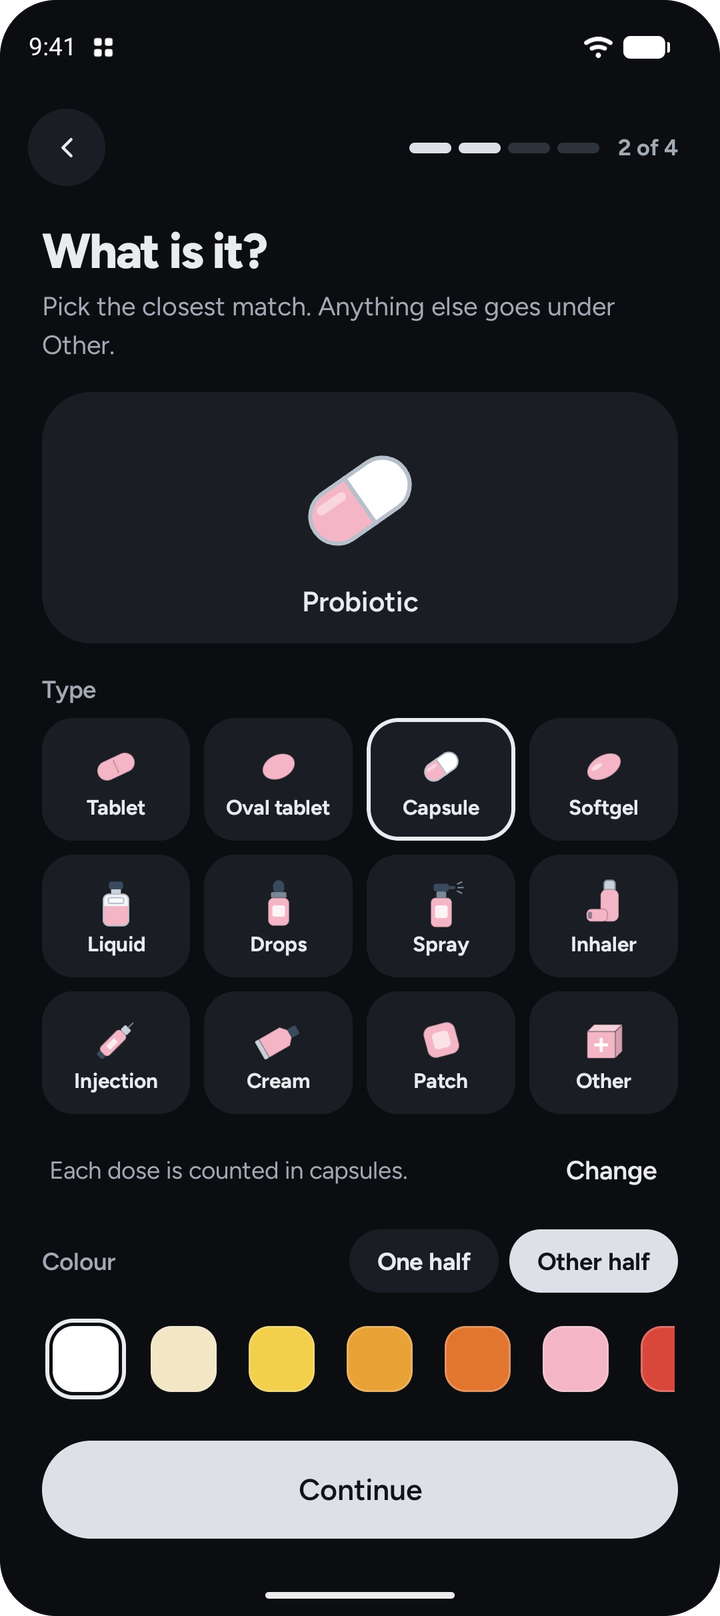 9:41
2 of 4
What is it?
Pick the closest match. Anything else goes under
Other.
Probiotic
Type
Tablet
Oval tablet
Capsule
Softgel
Liquid
Drops
Spray
Inhaler
Injection
Cream
Patch
Other
Each dose is counted in capsules.
Change
Colour
One half
Other half
Continue